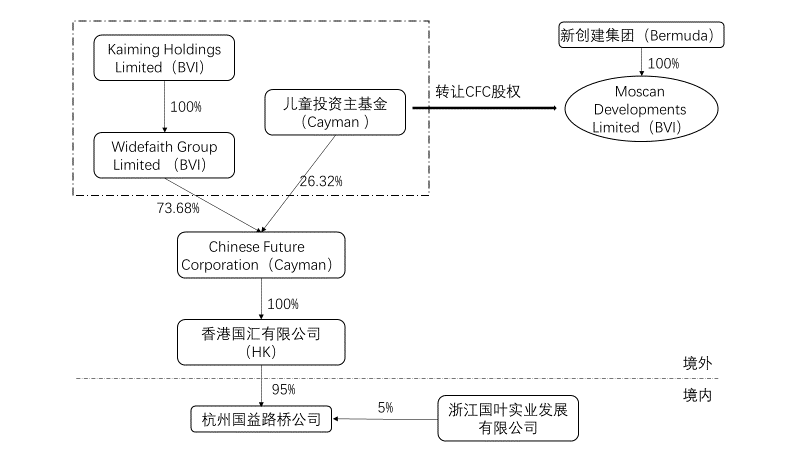 Kaiming Holdings
Limited（BVI）
100%
Widefaith Group
Limited （BVI）
儿童投资主基金
（Cayman ）
转让CFC股权
新创建集团（Bermuda）
100%
Moscan
Developments
Limited（BVI）
73.68%
26.32%
Chinese Future
Corporation（Cayman）
100%
香港国汇有限公司
（HK）
境外
境内
95%
杭州国益路桥公司
5%
浙江国叶实业发展
有限公司